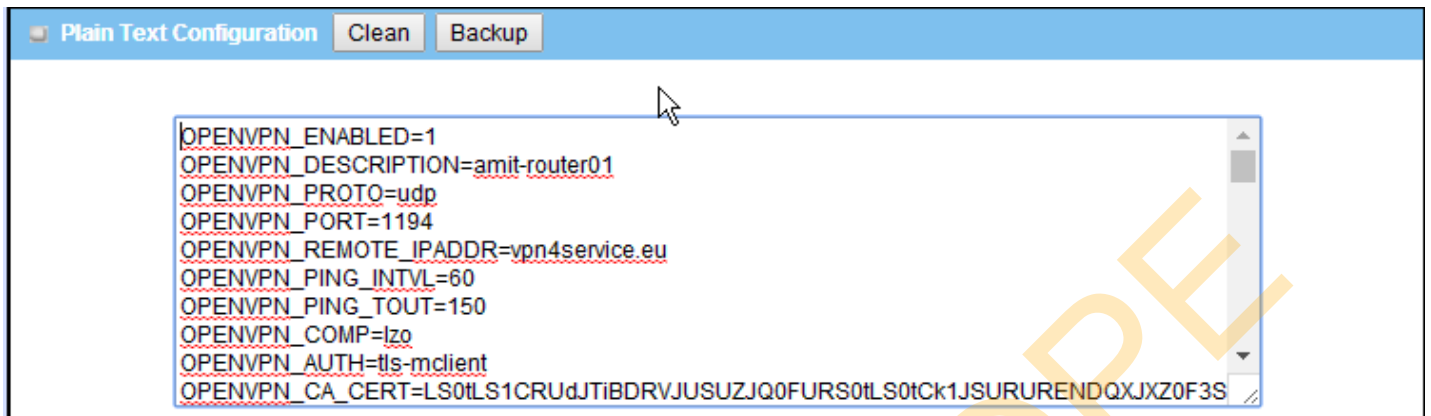 Plain Text Configuration Clean Backup
OPENVPN_ENABLED=1
OPENVPN_DESCRIPTION=amit-router01
OPENVPN_PROTO=udp
OPENVPN_PORT=1194
OPENVPN_REMOTE_IPADDR=vpn4service.eu
OPENVPN_PING_INTVL=60
OPENVPN_PING_TOUT=150
OPENVPN_COMP=lzo
OPENVPN_AUTH=tls-mclient
OPENVPN_CA_CERT=LS0tLS1CRUdJTiBDRVJUSUZJQ0FURS0tLS0tCk1JSURURENDQXJXZ0F3S
OPE